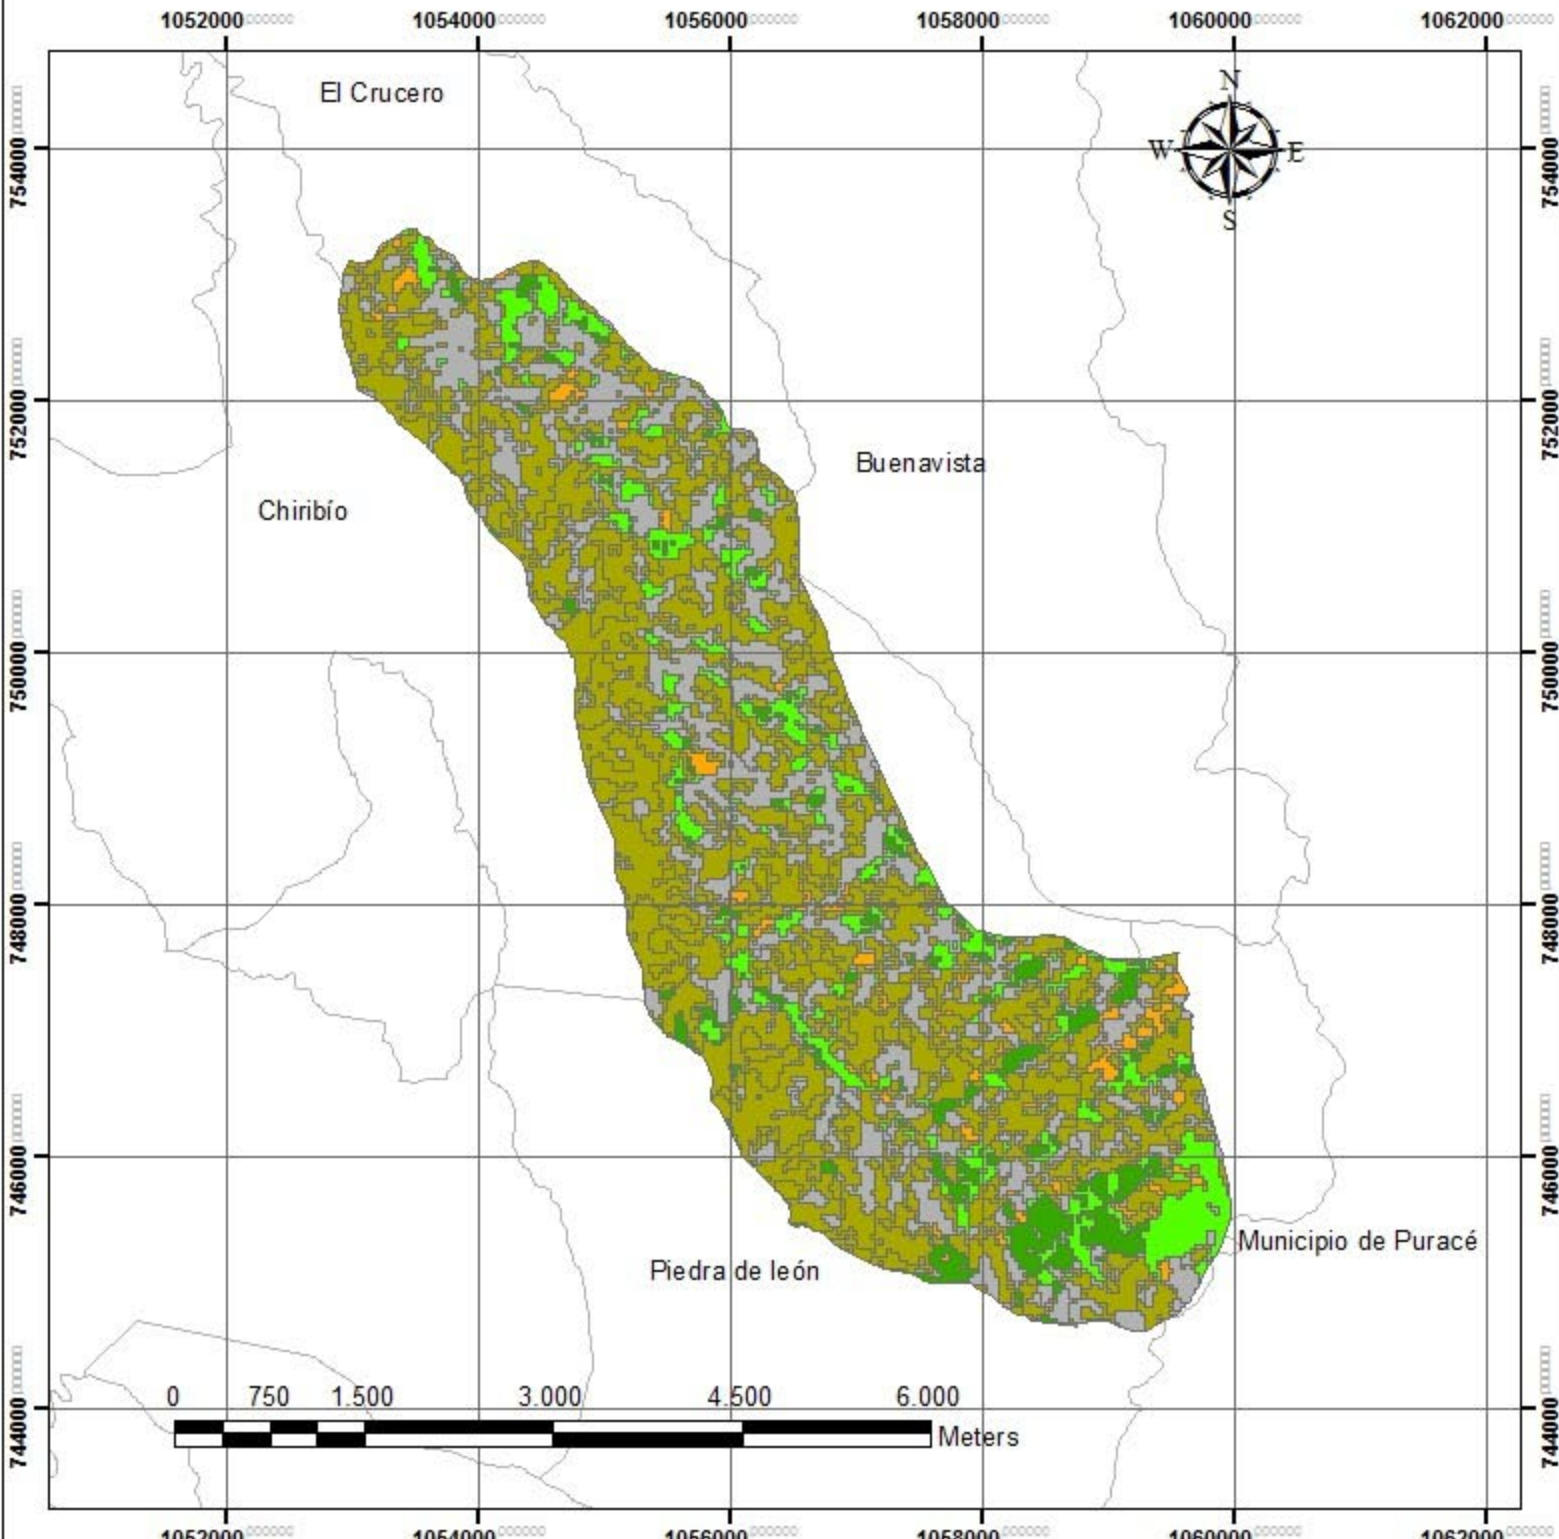 1052000 1054000 1056000 1058000 1060000 1062000
N
W E
S
El Crucero
754000 754000
752000 752000
Buenavista
Chiribío
750000 750000
748000 748000
746000 746000
Municipio de Puracé
Piedra de león
0 750 1.500 3.000 4.500 6.000
Meters
744000 744000
1052000 1054000 1056000 1058000 1060000 1062000